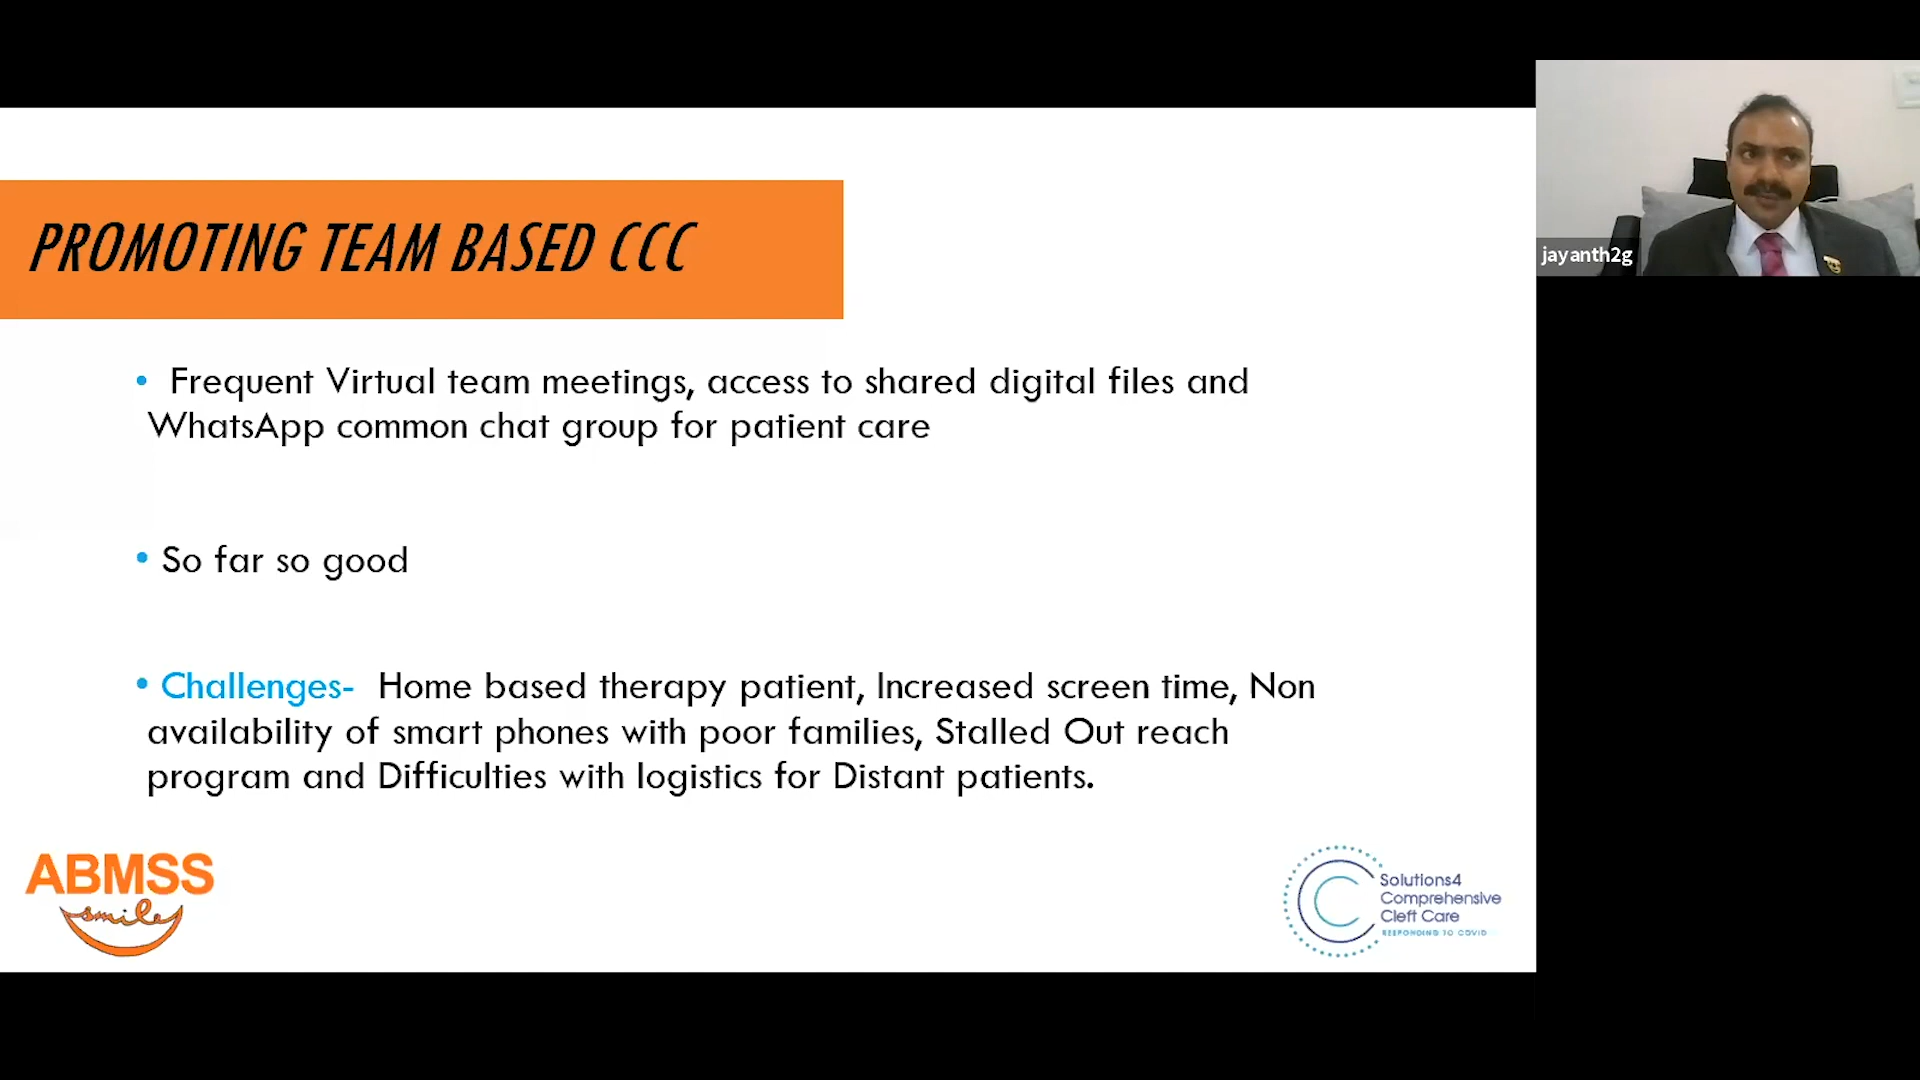 PROMOTING TEAM BASED CCC
• Frequent Virtual team meetings, access to shared digital files and
WhatsApp common chat group for patient care
• So far so good
• Challenges- Home based therapy patient, Increased screen time, Non
availability of smart phones with poor families, Stalled Out reach
program and Difficulties with logistics for Distant patients.
ABMSS
smile
Solutions4
Comprehensive
Cleft Care
RESPONDING TO COVID
jayanth2g